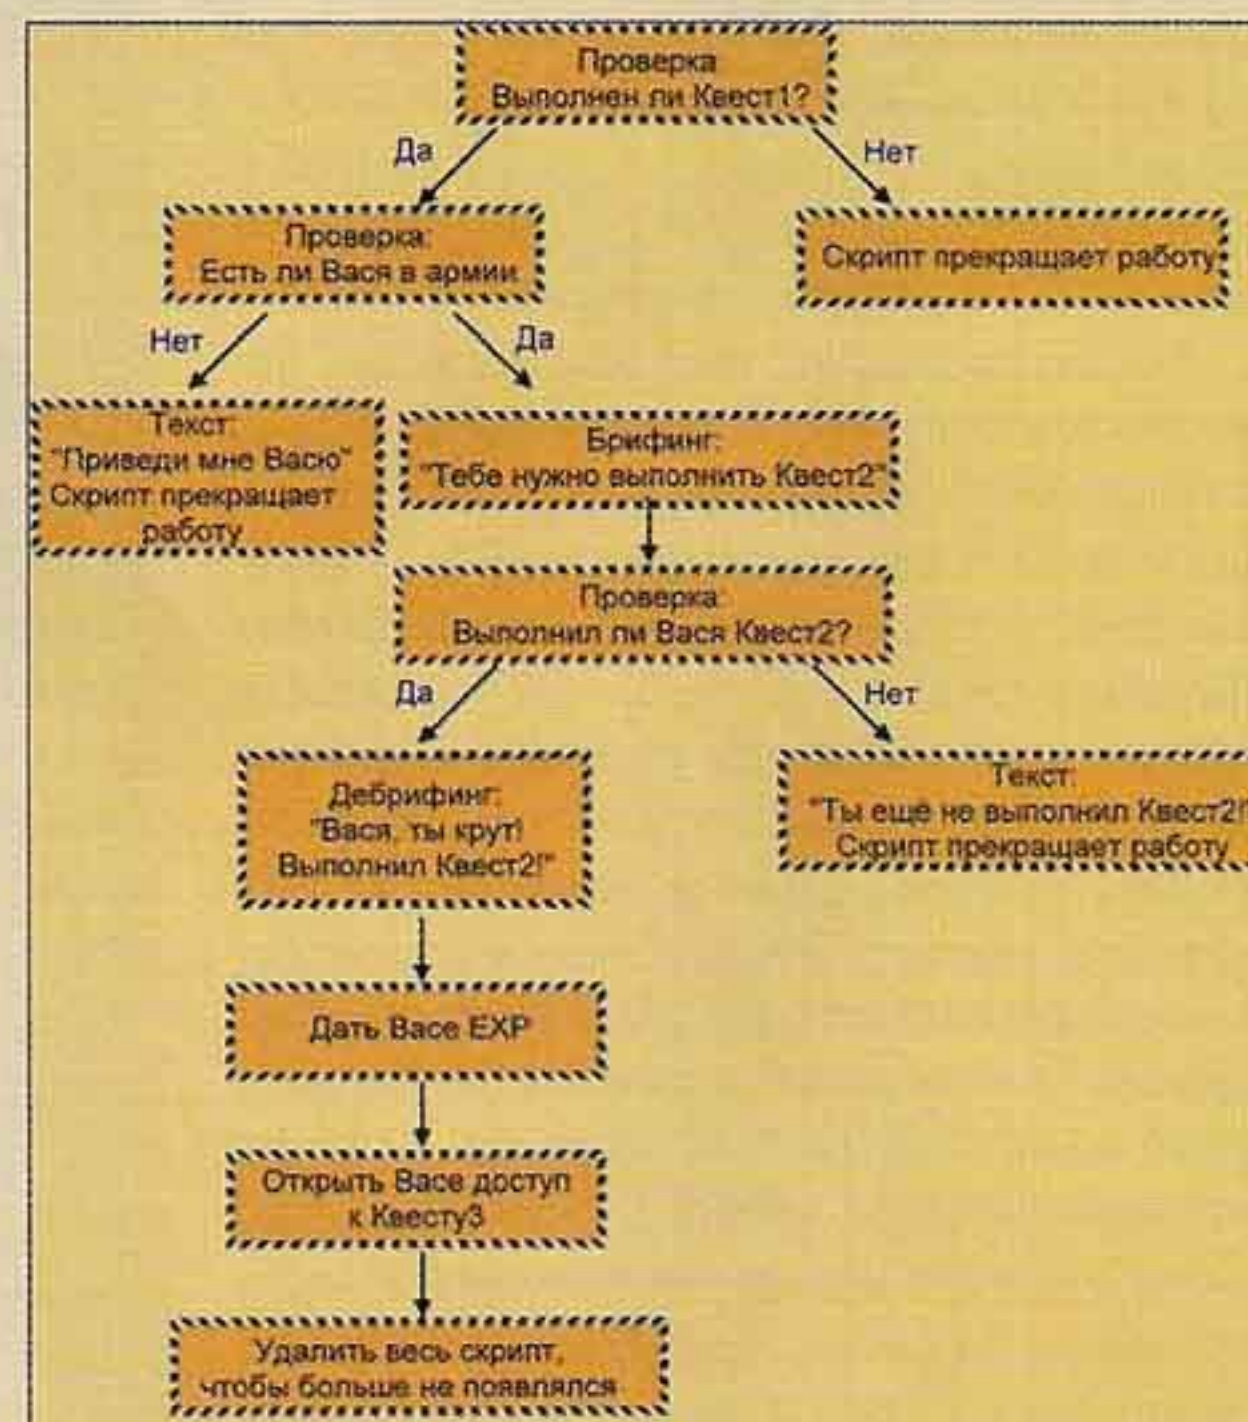 Проверка
Выполнен ли Квест1?
Да
Нет
Проверка:
Есть ли Вася в армии
Скрипт прекращает работу
Нет
Да
Текст:
"Приведи мне Васю"
Скрипт прекращает
работу
Брифинг:
"Тебе нужно выполнить Квест2"
Проверка:
Выполнил ли Вася Квест2?
Да
Нет
Дебрифинг:
"Вася, ты крут!
Выполнил Квест2!"
Текст:
"Ты ещё не выполнил Квест2!"
Скрипт прекращает работу
Дать Васе EXP
Открыть Васе доступ
к Квесту3
Удалить весь скрипт,
чтобы больше не появлялся